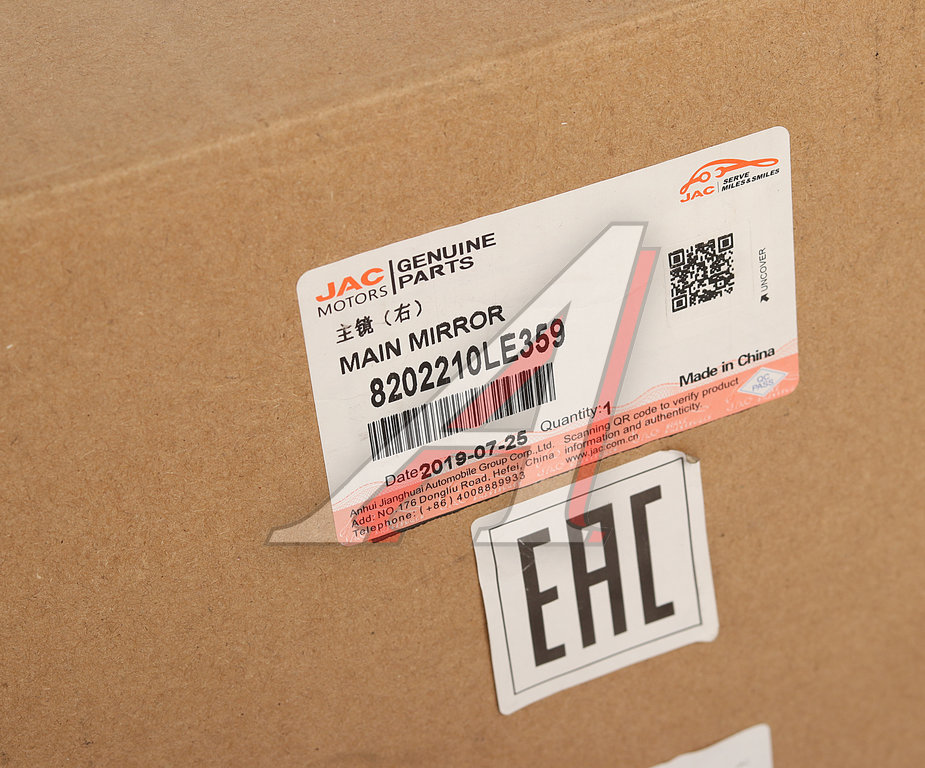 JAC
MOTORS
GENUINE
PARTS
JAC
SERVE
MILES & SMILES
主镜（右）
MAIN MIRROR
8202210LE359
UNCOVER
Made in China
QC
PASS
Date 2019-07-25
Quantity: 1
Anhui Jianghuai Automobile Group Corp.,Ltd.
Add: NO.176 Dongliu Road, Hefei, China
Telephone: (+86) 4008889933
Scanning QR code to verify product
information and authenticity.
www.jac.com.cn
EAC